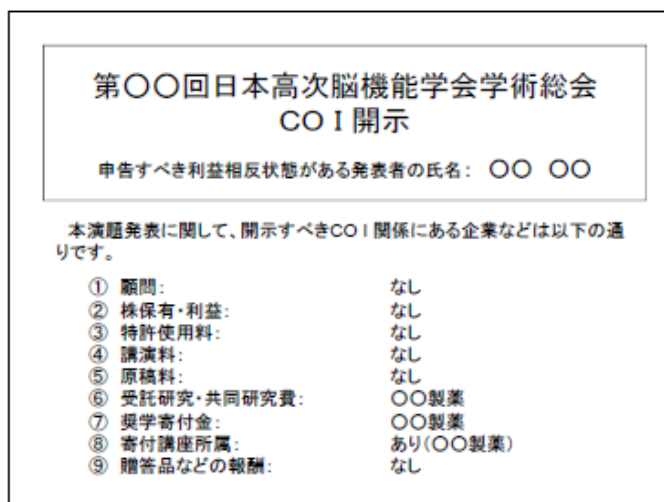 第〇〇回日本高次脳機能学会学術総会
COI開示
申告すべき利益相反状態がある発表者の氏名： 〇〇 〇〇
本演題発表に関して、開示すべきCOI関係にある企業などは以下の通
りです。
① 顧問： なし
② 株保有・利益： なし
③ 特許使用料： なし
④ 講演料： なし
⑤ 原稿料： なし
⑥ 受託研究・共同研究費： 〇〇製薬
⑦ 奨学寄付金： 〇〇製薬
⑧ 寄付講座所属： あり(〇〇製薬)
⑨ 贈答品などの報酬： なし